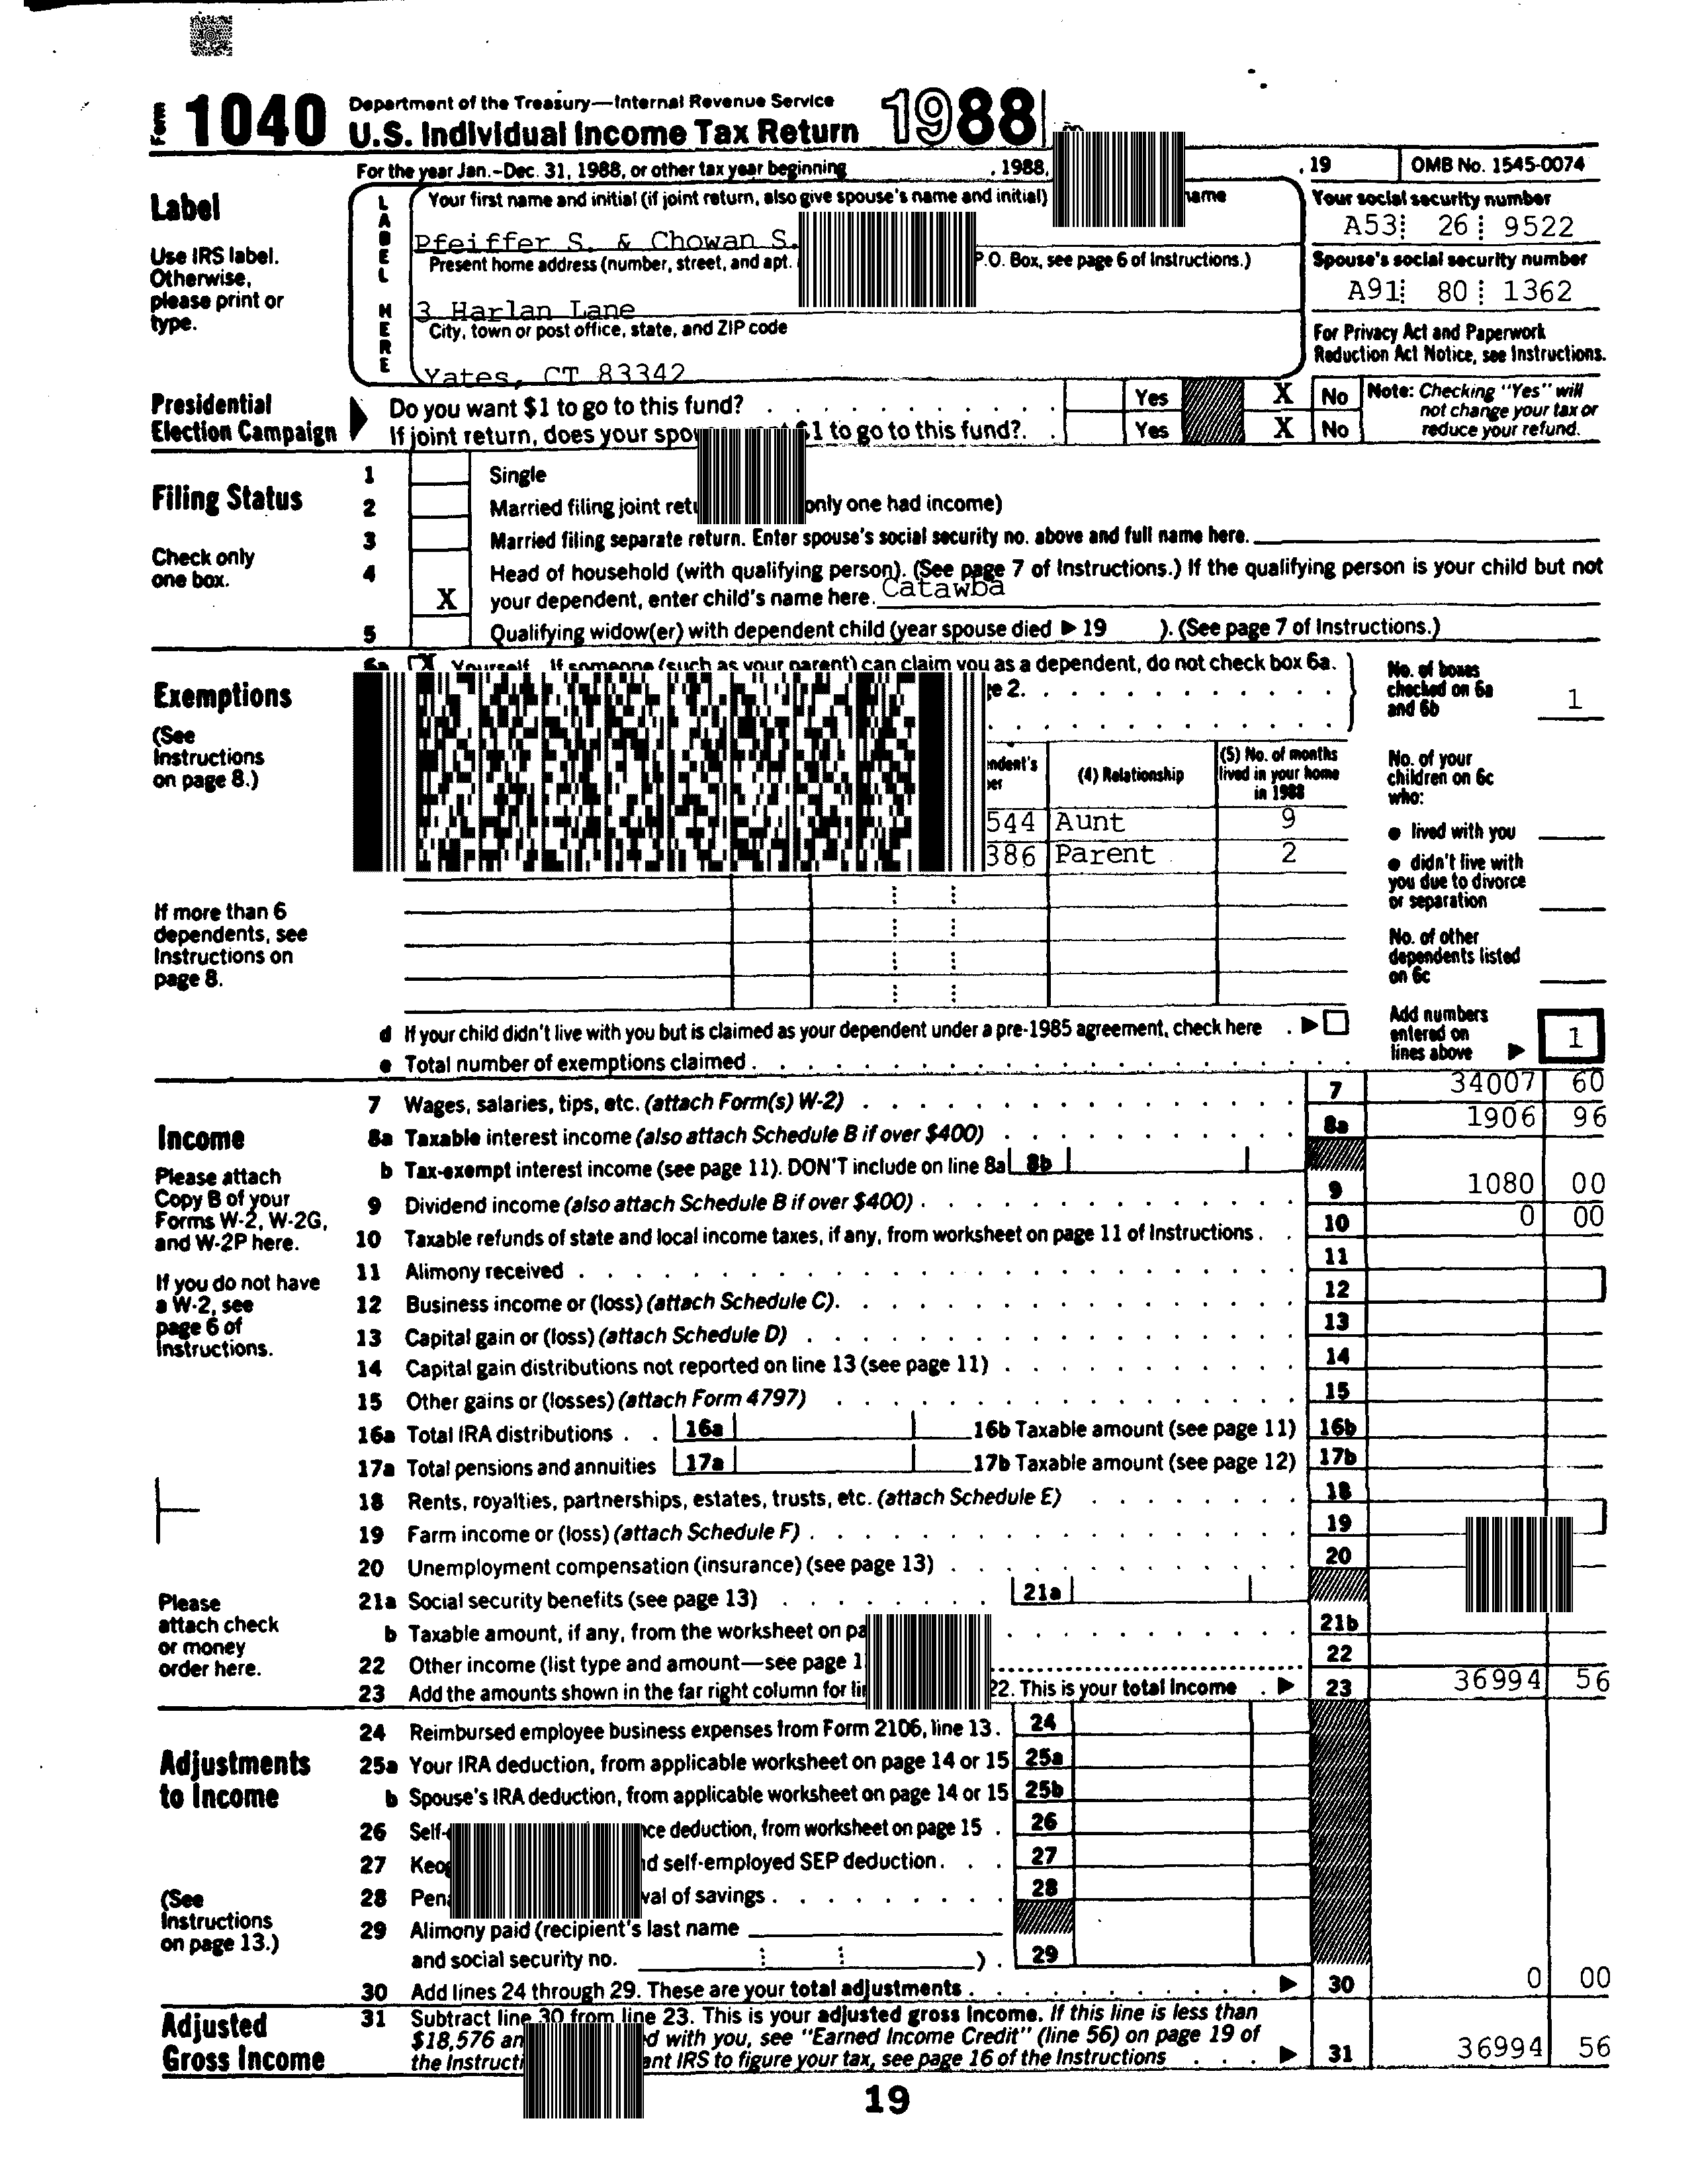 Form 1040 Department of the Treasury—Internal Revenue Service
U.S. Individual Income Tax Return 1988
For the year Jan.-Dec. 31, 1988, or other tax year beginning , 1988, , 19 OMB No. 1545-0074
Label
Use IRS label.
Otherwise,
please print or
type.
LABEL HERE
Your first name and initial (if joint return, also give spouse's name and initial)
Pfeiffer S. & Chowan S.
Present home address (number, street, and apt. P.O. Box, see page 6 of Instructions.)
3 Harlan Lane
City, town or post office, state, and ZIP code
Yates, CT 83342
Your social security number
A53 26 9522
Spouse's social security number
A91 80 1362
For Privacy Act and Paperwork
Reduction Act Notice, see Instructions.
Presidential
Election Campaign
Do you want $1 to go to this fund? Yes X No
If joint return, does your $1 to go to this fund? Yes X No
Note: Checking "Yes" will
not change your tax or
reduce your refund.
Filing Status
Check only
one box.
1 Single
2 Married filing joint only one had income)
3 Married filing separate return. Enter spouse's social security no. above and full name here.
4 Head of household (with qualifying person). (See page 7 of Instructions.) If the qualifying person is your child but not
X your dependent, enter child's name here. Catawba
5 Qualifying widow(er) with dependent child (year spouse died ▶ 19 ). (See page 7 of Instructions.)
Exemptions
(See
Instructions
on page 8.)
6a X Yourself If someone (such as your parent) can claim you as a dependent, do not check box 6a.
2.
(4) Relationship
(5) No. of months
lived in your home
in 1988
544 Aunt 9
386 Parent 2
If more than 6
dependents, see
Instructions on
page 8.
No. of boxes
checked on 6a
and 6b 1
No. of your
children on 6c
who:
● lived with you
● didn't live with
you due to divorce
or separation
No. of other
dependents listed
on 6c
Add numbers
entered on
lines above ▶ 1
d If your child didn't live with you but is claimed as your dependent under a pre-1985 agreement, check here . ▶
e Total number of exemptions claimed
Income
Please attach
Copy B of your
Forms W-2, W-2G,
and W-2P here.
If you do not have
a W-2, see
page 6 of
Instructions.
Please
attach check
or money
order here.
7 Wages, salaries, tips, etc. (attach Form(s) W-2) 7 34007 60
8a Taxable interest income (also attach Schedule B if over $400) 8a 1906 96
b Tax-exempt interest income (see page 11). DON'T include on line 8a 8b
9 Dividend income (also attach Schedule B if over $400) 9 1080 00
10 Taxable refunds of state and local income taxes, if any, from worksheet on page 11 of Instructions 10 0 00
11 Alimony received 11
12 Business income or (loss) (attach Schedule C) 12
13 Capital gain or (loss) (attach Schedule D) 13
14 Capital gain distributions not reported on line 13 (see page 11) 14
15 Other gains or (losses) (attach Form 4797) 15
16a Total IRA distributions 16a 16b Taxable amount (see page 11) 16b
17a Total pensions and annuities 17a 17b Taxable amount (see page 12) 17b
18 Rents, royalties, partnerships, estates, trusts, etc. (attach Schedule E) 18
19 Farm income or (loss) (attach Schedule F) 19
20 Unemployment compensation (insurance) (see page 13) 20
21a Social security benefits (see page 13) 21a
b Taxable amount, if any, from the worksheet on 21b
22 Other income (list type and amount—see page 22
23 Add the amounts shown in the far right column for 22. This is your total income . ▶ 23 36994 56
Adjustments
to Income
(See
Instructions
on page 13.)
24 Reimbursed employee business expenses from Form 2106, line 13 . 24
25a Your IRA deduction, from applicable worksheet on page 14 or 15 25a
b Spouse's IRA deduction, from applicable worksheet on page 14 or 15 25b
26 deduction, from worksheet on page 15 . 26
27 self-employed SEP deduction. 27
28 of savings 28
29 Alimony paid (recipient's last name
and social security no. ) . 29
30 Add lines 24 through 29. These are your total adjustments ▶ 30 0 00
Adjusted
Gross Income
31 Subtract line 30 from line 23. This is your adjusted gross income. If this line is less than
$18,576 with you, see "Earned Income Credit" (line 56) on page 19 of
the IRS to figure your tax, see page 16 of the Instructions ▶ 31 36994 56
19